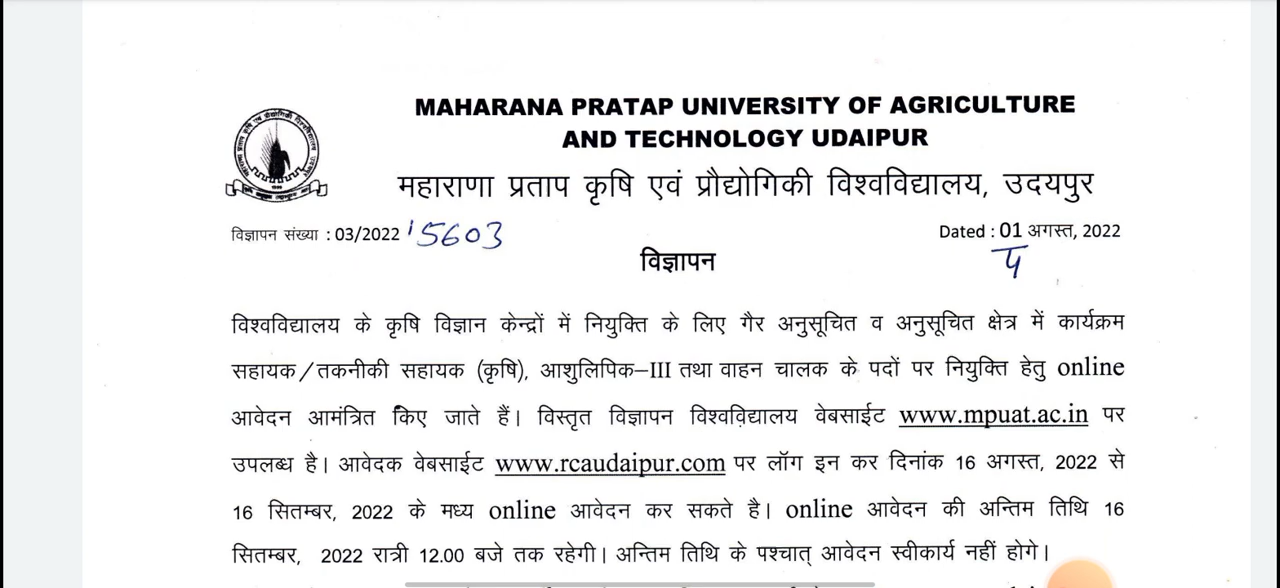 MAHARANA PRATAP UNIVERSITY OF AGRICULTURE
AND TECHNOLOGY UDAIPUR
महाराणा प्रताप कृषि एवं प्रौद्योगिकी विश्वविद्यालय, उदयपुर
विज्ञापन संख्या : 03/2022 / 5603
Dated : 01 अगस्त, 2022
विज्ञापन
विश्वविद्यालय के कृषि विज्ञान केन्द्रों में नियुक्ति के लिए गैर अनुसूचित व अनुसूचित क्षेत्र में कार्यक्रम
सहायक/तकनीकी सहायक (कृषि), आशुलिपिक–III तथा वाहन चालक के पदों पर नियुक्ति हेतु online
आवेदन आमंत्रित किए जाते हैं। विस्तृत विज्ञापन विश्वविद्यालय वेबसाईट www.mpuat.ac.in पर
उपलब्ध है। आवेदक वेबसाईट www.rcaudaipur.com पर लॉग इन कर दिनांक 16 अगस्त, 2022 से
16 सितम्बर, 2022 के मध्य online आवेदन कर सकते है। online आवेदन की अन्तिम तिथि 16
सितम्बर, 2022 रात्री 12.00 बजे तक रहेगी। अन्तिम तिथि के पश्चात् आवेदन स्वीकार्य नहीं होगे।